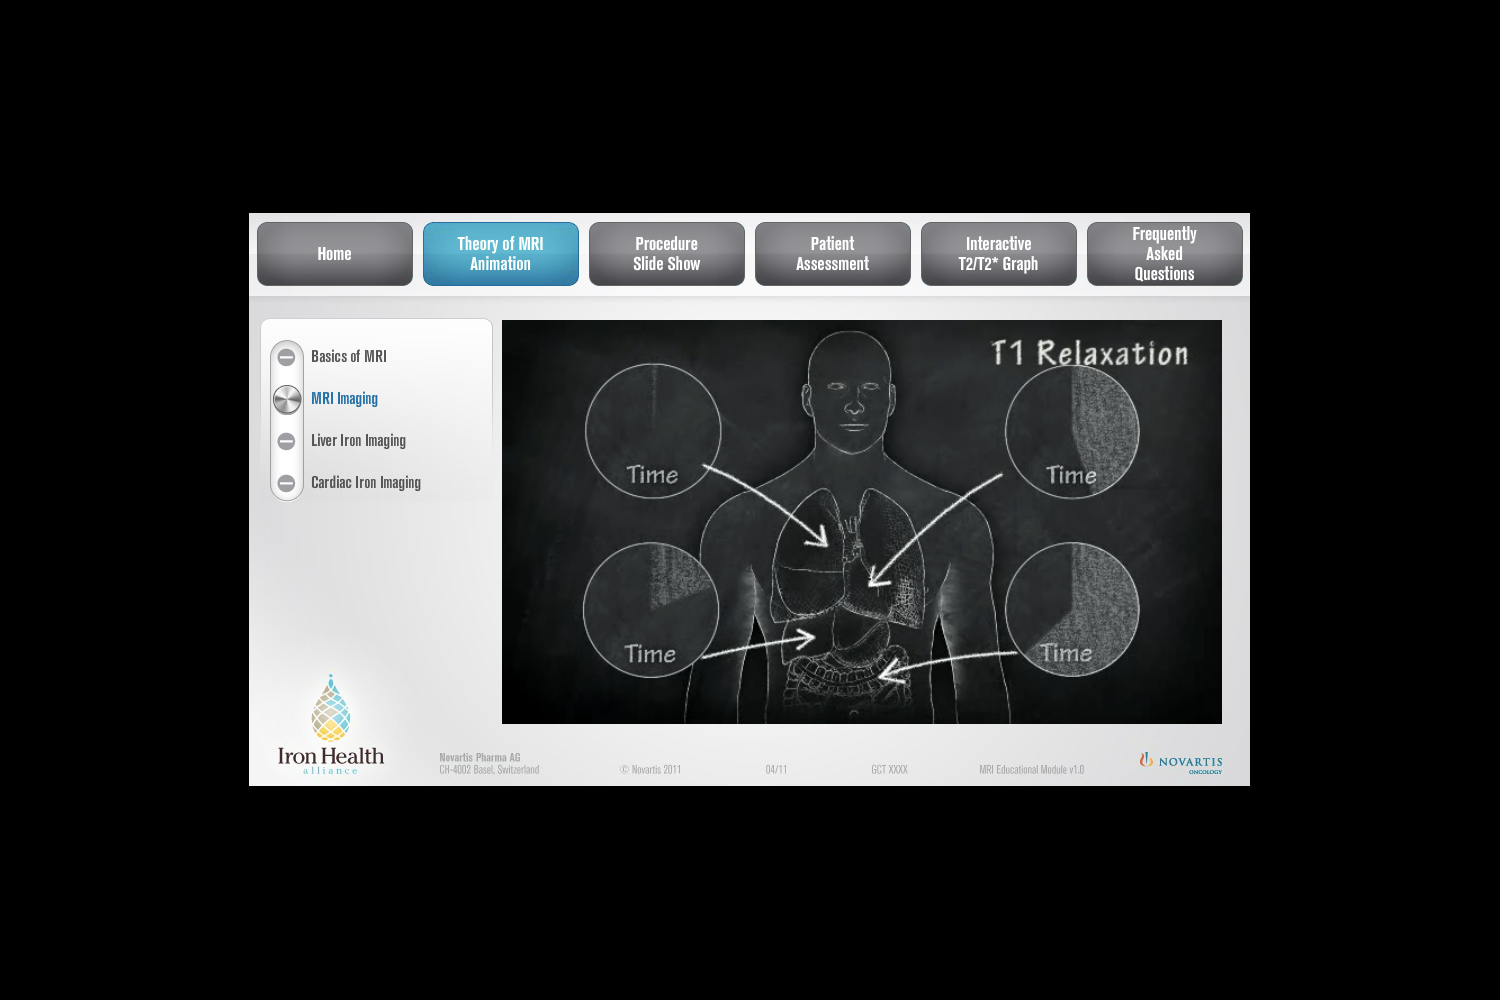 Home
Theory of MRI
Animation
Procedure
Slide Show
Patient
Assessment
Interactive
T2/T2* Graph
Frequently
Asked
Questions
Basics of MRI
MRI Imaging
Liver Iron Imaging
Cardiac Iron Imaging
T1 Relaxation
Time
Time
Time
Time
Iron Health
alliance
Novartis Pharma AG
CH-4002 Basel, Switzerland
© Novartis 2011
04/11
GCT XXXX
MRI Educational Module v1.0
NOVARTIS
ONCOLOGY